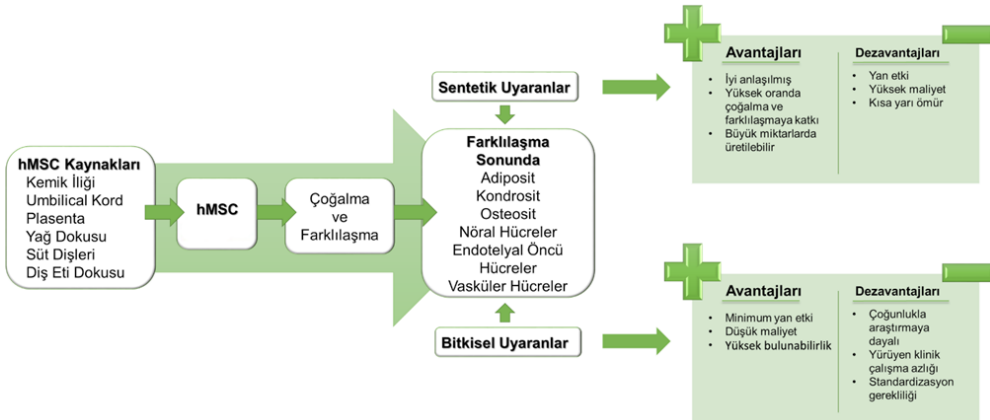 hMSC Kaynakları
Kemik İliği
Umbilical Kord
Plasenta
Yağ Dokusu
Süt Dişleri
Diş Eti Dokusu
hMSC
Çoğalma
ve
Farklılaşma
Sentetik Uyaranlar
Farklılaşma
Sonunda
Adiposit
Kondrosit
Osteosit
Nöral Hücreler
Endotelyal Öncü
Hücreler
Vasküler Hücreler
Bitkisel Uyaranlar
Avantajları
• İyi anlaşılmış
• Yüksek oranda
çoğalma ve
farklılaşmaya katkı
• Büyük miktarlarda
üretilebilir
Dezavantajları
• Yan etki
• Yüksek maliyet
• Kısa yarı ömür
Avantajları
• Minimum yan etki
• Düşük maliyet
• Yüksek bulunabilirlik
Dezavantajları
• Çoğunlukla
araştırmaya
dayalı
• Yürüyen klinik
çalışma azlığı
• Standardizasyon
gerekliliği